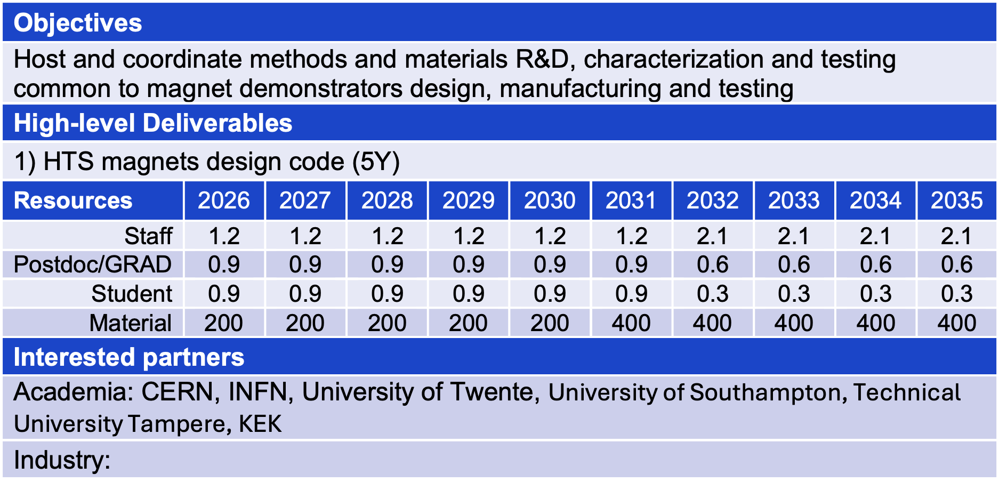 Objectives
Host and coordinate methods and materials R&D, characterization and testing
common to magnet demonstrators design, manufacturing and testing
High-level Deliverables
1) HTS magnets design code (5Y)
Resources 2026 2027 2028 2029 2030 2031 2032 2033 2034 2035
Staff 1.2 1.2 1.2 1.2 1.2 1.2 2.1 2.1 2.1 2.1
Postdoc/GRAD 0.9 0.9 0.9 0.9 0.9 0.9 0.6 0.6 0.6 0.6
Student 0.9 0.9 0.9 0.9 0.9 0.9 0.3 0.3 0.3 0.3
Material 200 200 200 200 200 400 400 400 400 400
Interested partners
Academia: CERN, INFN, University of Twente, University of Southampton, Technical
University Tampere, KEK
Industry: